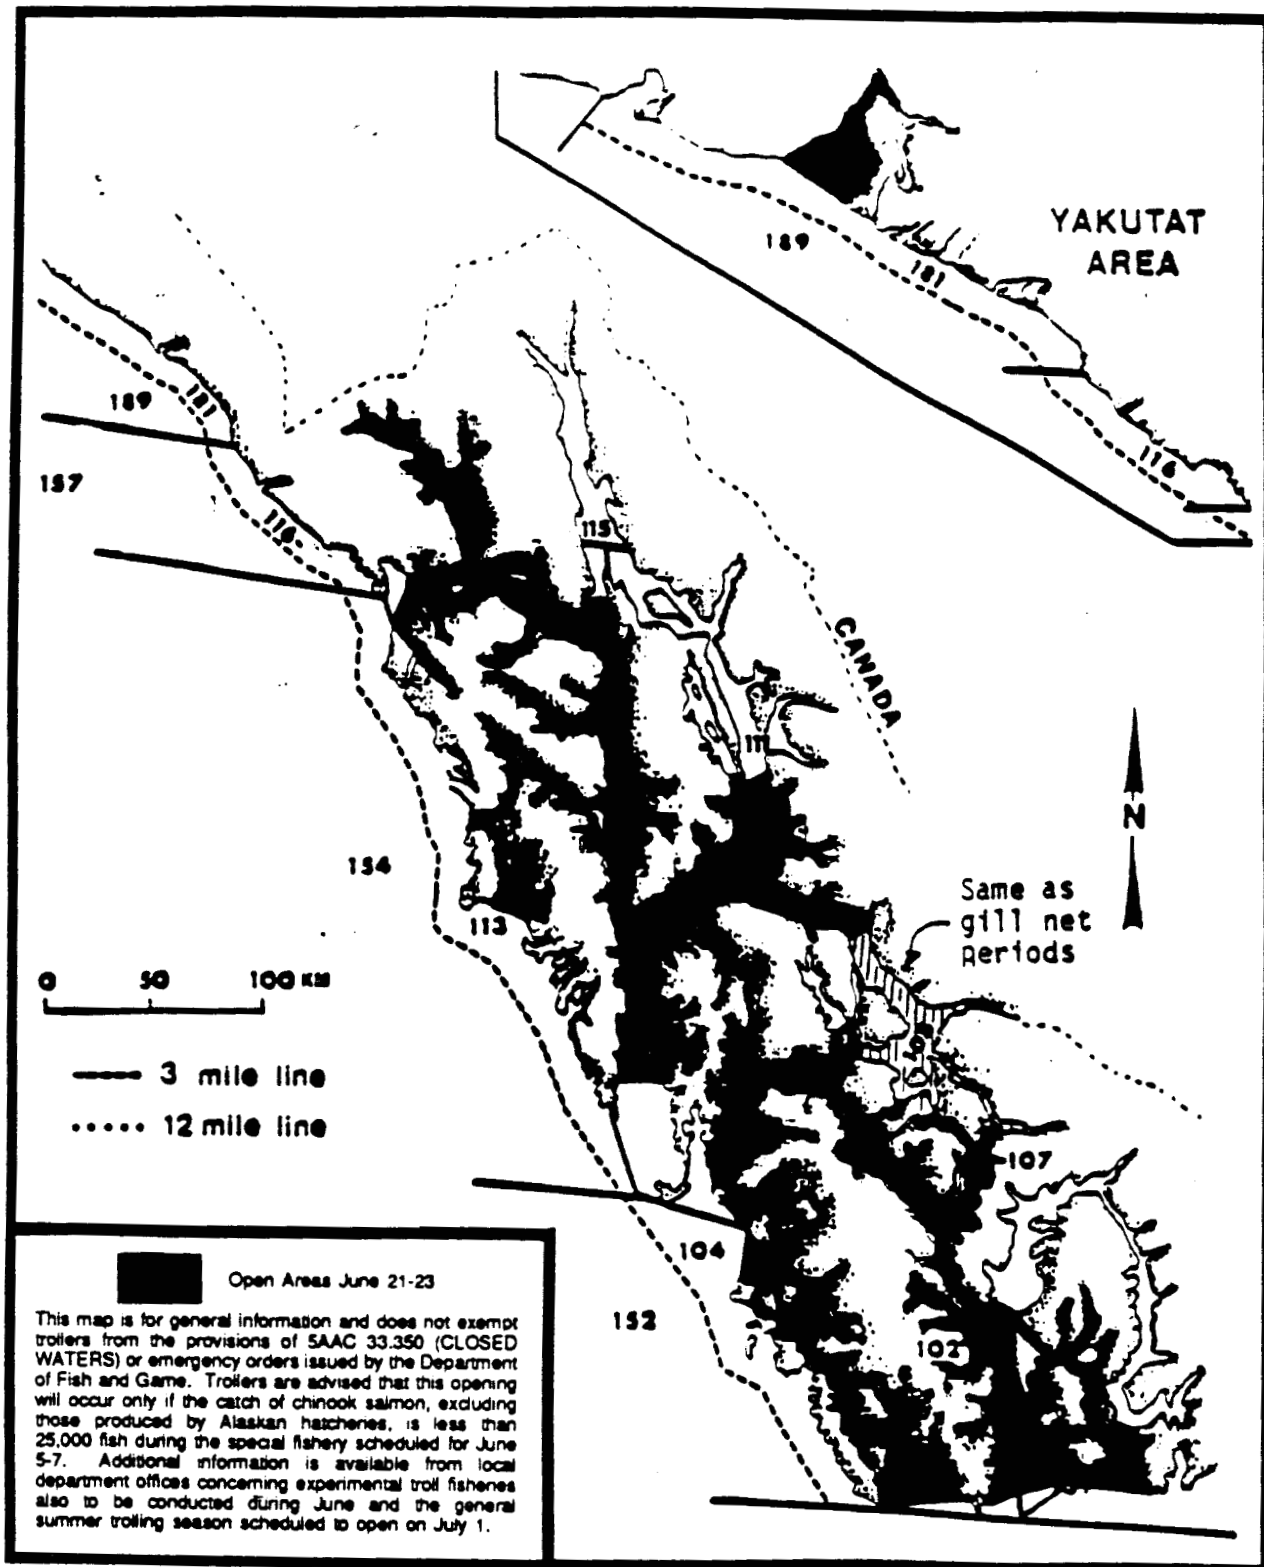 YAKUTAT
AREA
189
181
116
189
181
157
116
115
CANADA
111
N
154
113
Same as
gill net
periods
0 50 100 KM
3 mile line
12 mile line
107
104
152
102
Open Areas June 21-23
This map is for general information and does not exempt
trollers from the provisions of 5AAC 33.350 (CLOSED
WATERS) or emergency orders issued by the Department
of Fish and Game. Trollers are advised that this opening
will occur only if the catch of chinook salmon, excluding
those produced by Alaskan hatcheries, is less than
25,000 fish during the special fishery scheduled for June
5-7. Additional information is available from local
department offices concerning experimental troll fisheries
also to be conducted during June and the general
summer trolling season scheduled to open on July 1.